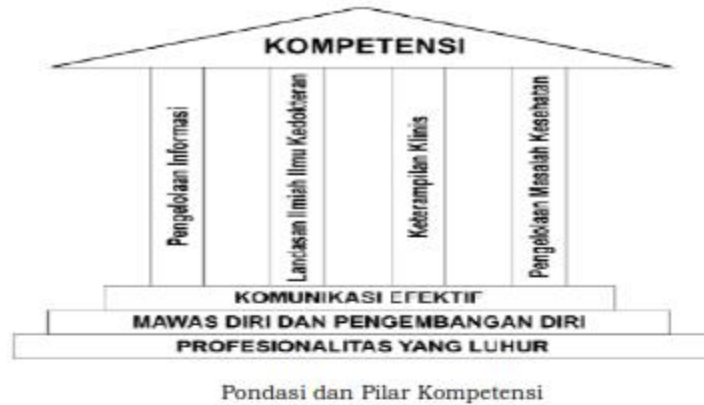 KOMPETENSI
Pengelolaan Informasi
Landasan Ilmiah Ilmu Kedokteran
Keterampilan Klinis
Pengelolaan Masalah Kesehatan
KOMUNIKASI EFEKTIF
MAWAS DIRI DAN PENGEMBANGAN DIRI
PROFESIONALITAS YANG LUHUR
Pondasi dan Pilar Kompetensi